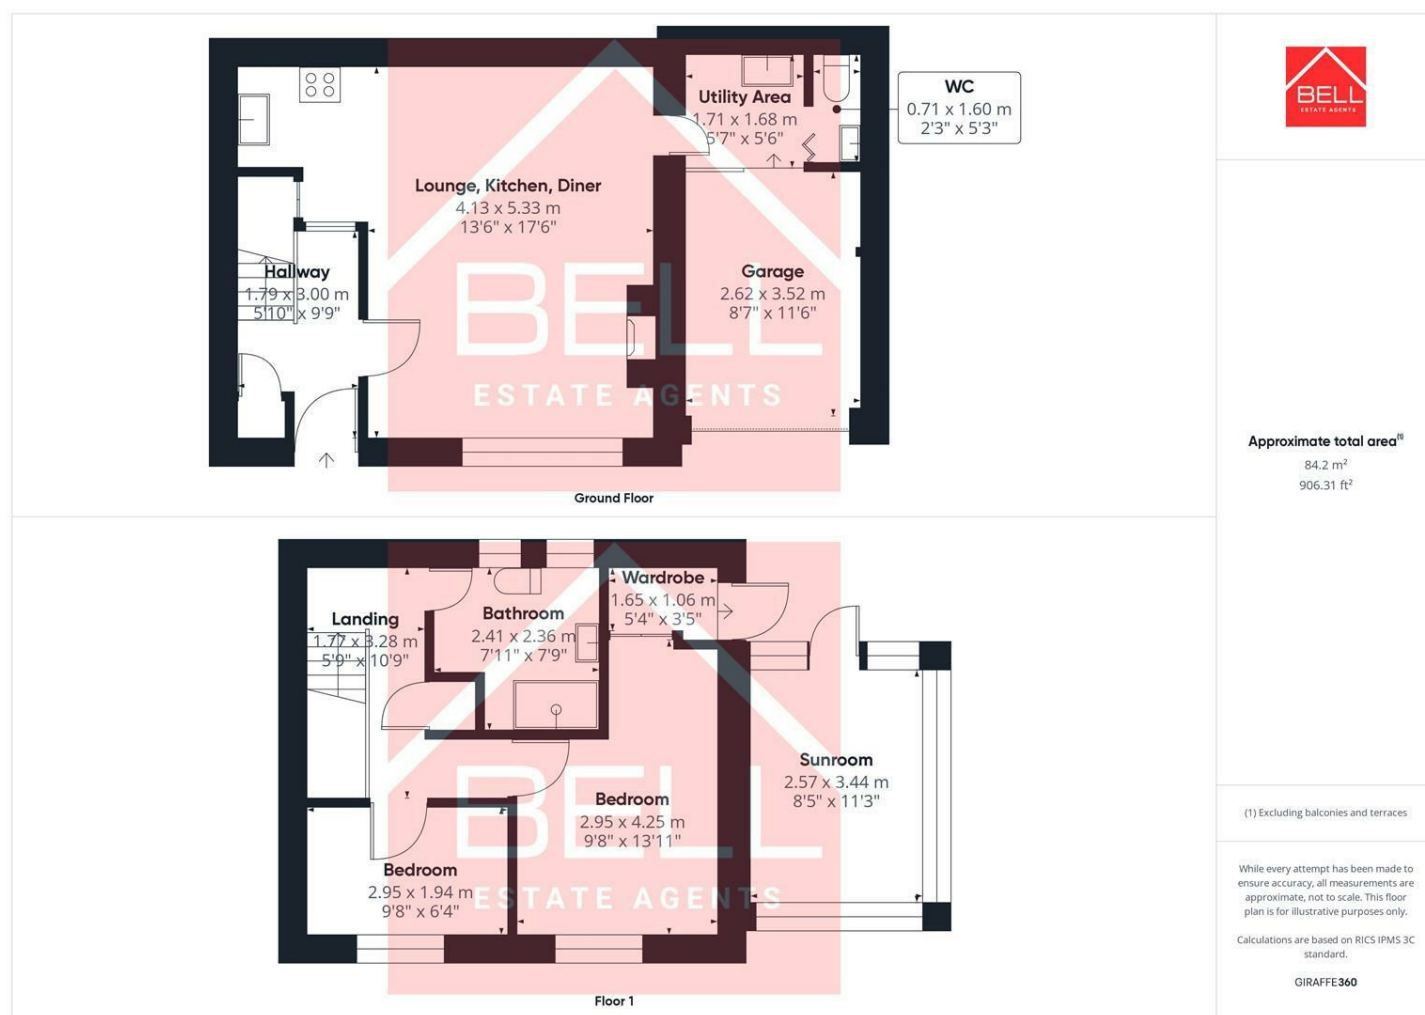 Utility Area
1.71 x 1.68 m
5'7" x 5'6"
WC
0.71 x 1.60 m
2'3" x 5'3"
Lounge, Kitchen, Diner
4.13 x 5.33 m
13'6" x 17'6"
Hallway
1.79 x 3.00 m
5'10" x 9'9"
Garage
2.62 x 3.52 m
8'7" x 11'6"
BELL
ESTATE AGENTS
Ground Floor
Wardrobe
1.65 x 1.06 m
5'4" x 3'5"
Landing
1.77 x 3.28 m
5'9" x 10'9"
Bathroom
2.41 x 2.36 m
7'11" x 7'9"
Sunroom
2.57 x 3.44 m
8'5" x 11'3"
Bedroom
2.95 x 4.25 m
9'8" x 13'11"
Bedroom
2.95 x 1.94 m
9'8" x 6'4"
BELL
ESTATE AGENTS
Floor 1
BELL
ESTATE AGENTS
Approximate total area(1)
84.2 m²
906.31 ft²
(1) Excluding balconies and terraces
While every attempt has been made to
ensure accuracy, all measurements are
approximate, not to scale. This floor
plan is for illustrative purposes only.
Calculations are based on RICS IPMS 3C
standard.
GIRAFFE360